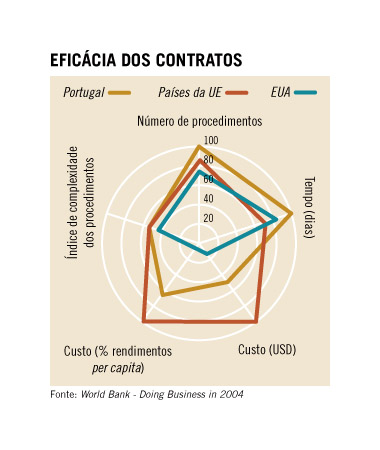 EFICÁCIA DOS CONTRATOS
Portugal
Países da UE
EUA
Número de procedimentos
100
80
60
40
20
Índice de complexidade
dos procedimentos
Tempo (dias)
Custo (% rendimentos
per capita)
Custo (USD)
Fonte: World Bank - Doing Business in 2004